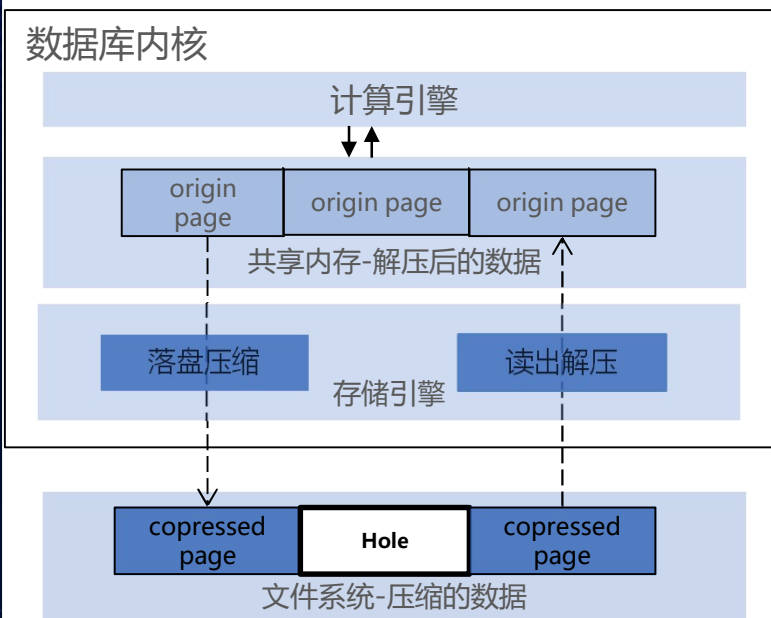 数据库内核
计算引擎
origin
page
origin page
origin page
共享内存-解压后的数据
落盘压缩
读出解压
存储引擎
copressed
page
Hole
copressed
page
文件系统-压缩的数据